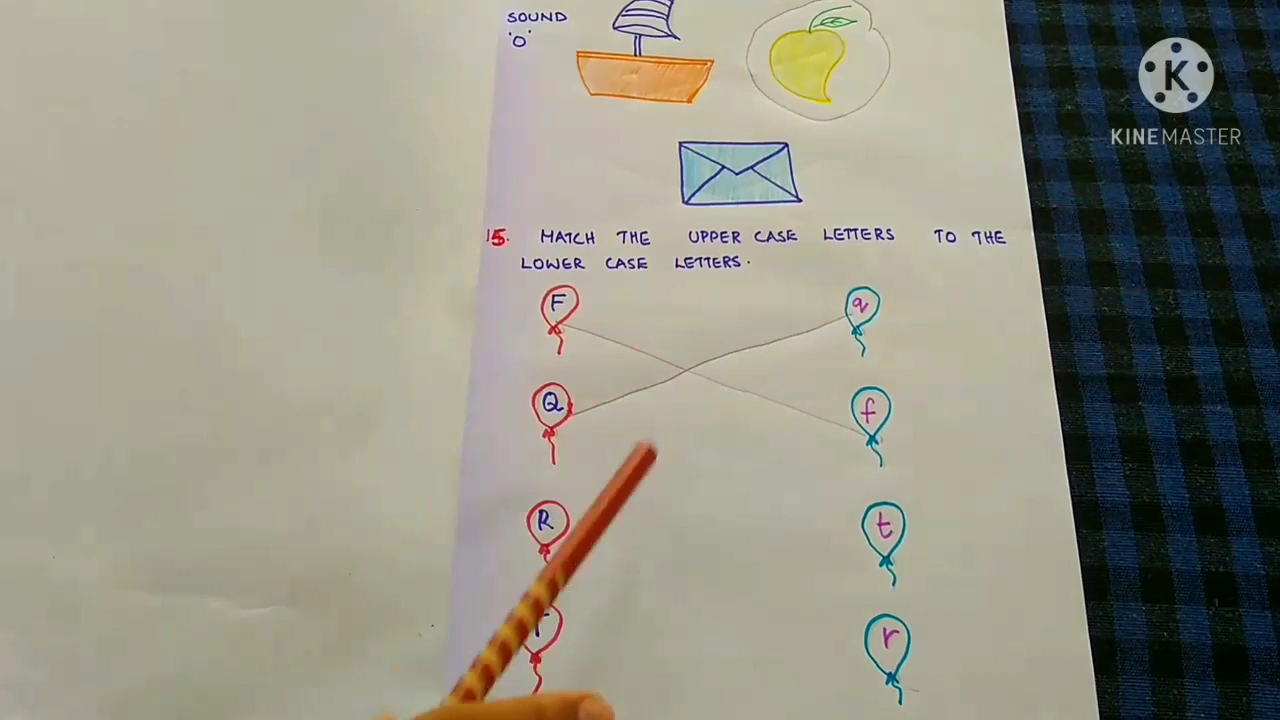 SOUND
'O'
K
KINEMASTER
15. MATCH THE UPPER CASE LETTERS TO THE
LOWER CASE LETTERS.
F q
Q f
R t
T r